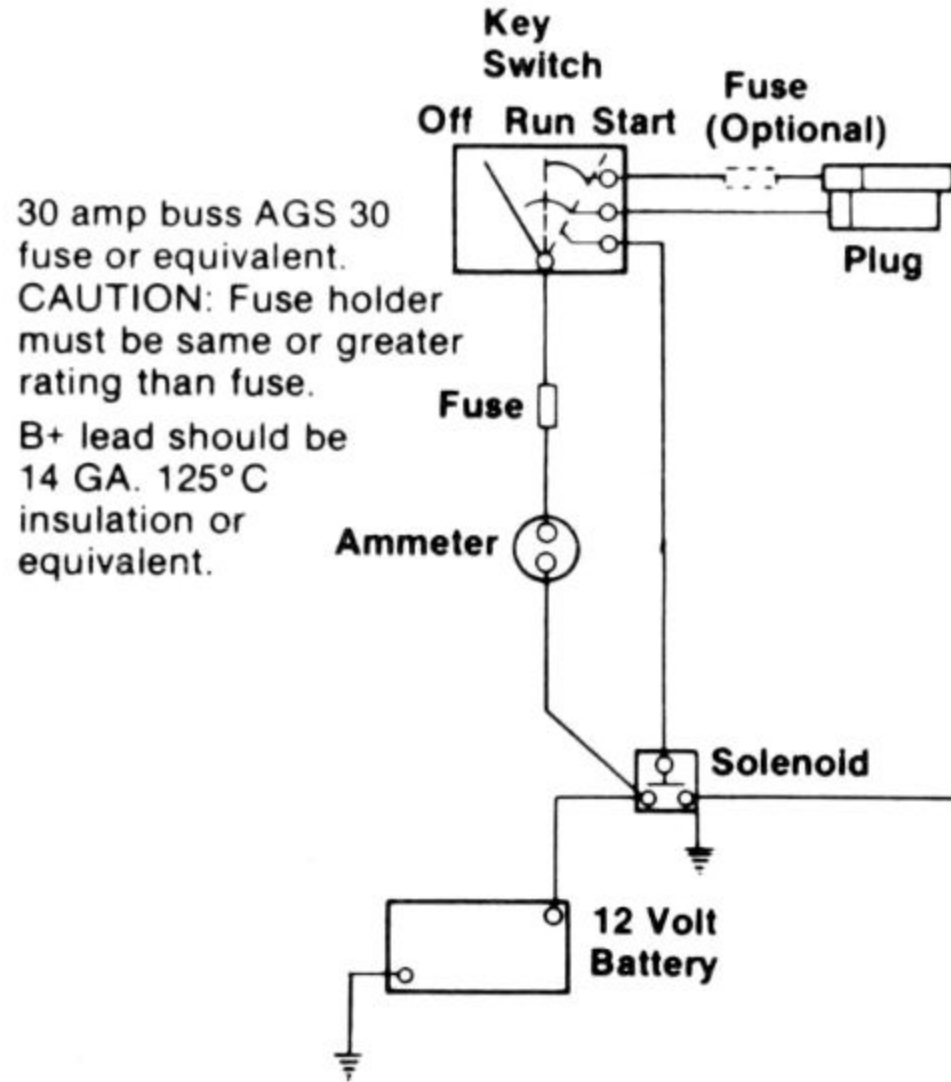 Key
Switch
Off Run Start
Fuse
(Optional)
Plug
30 amp buss AGS 30
fuse or equivalent.
CAUTION: Fuse holder
must be same or greater
rating than fuse.
B+ lead should be
14 GA. 125°C
insulation or
equivalent.
Fuse
Ammeter
Solenoid
12 Volt
Battery